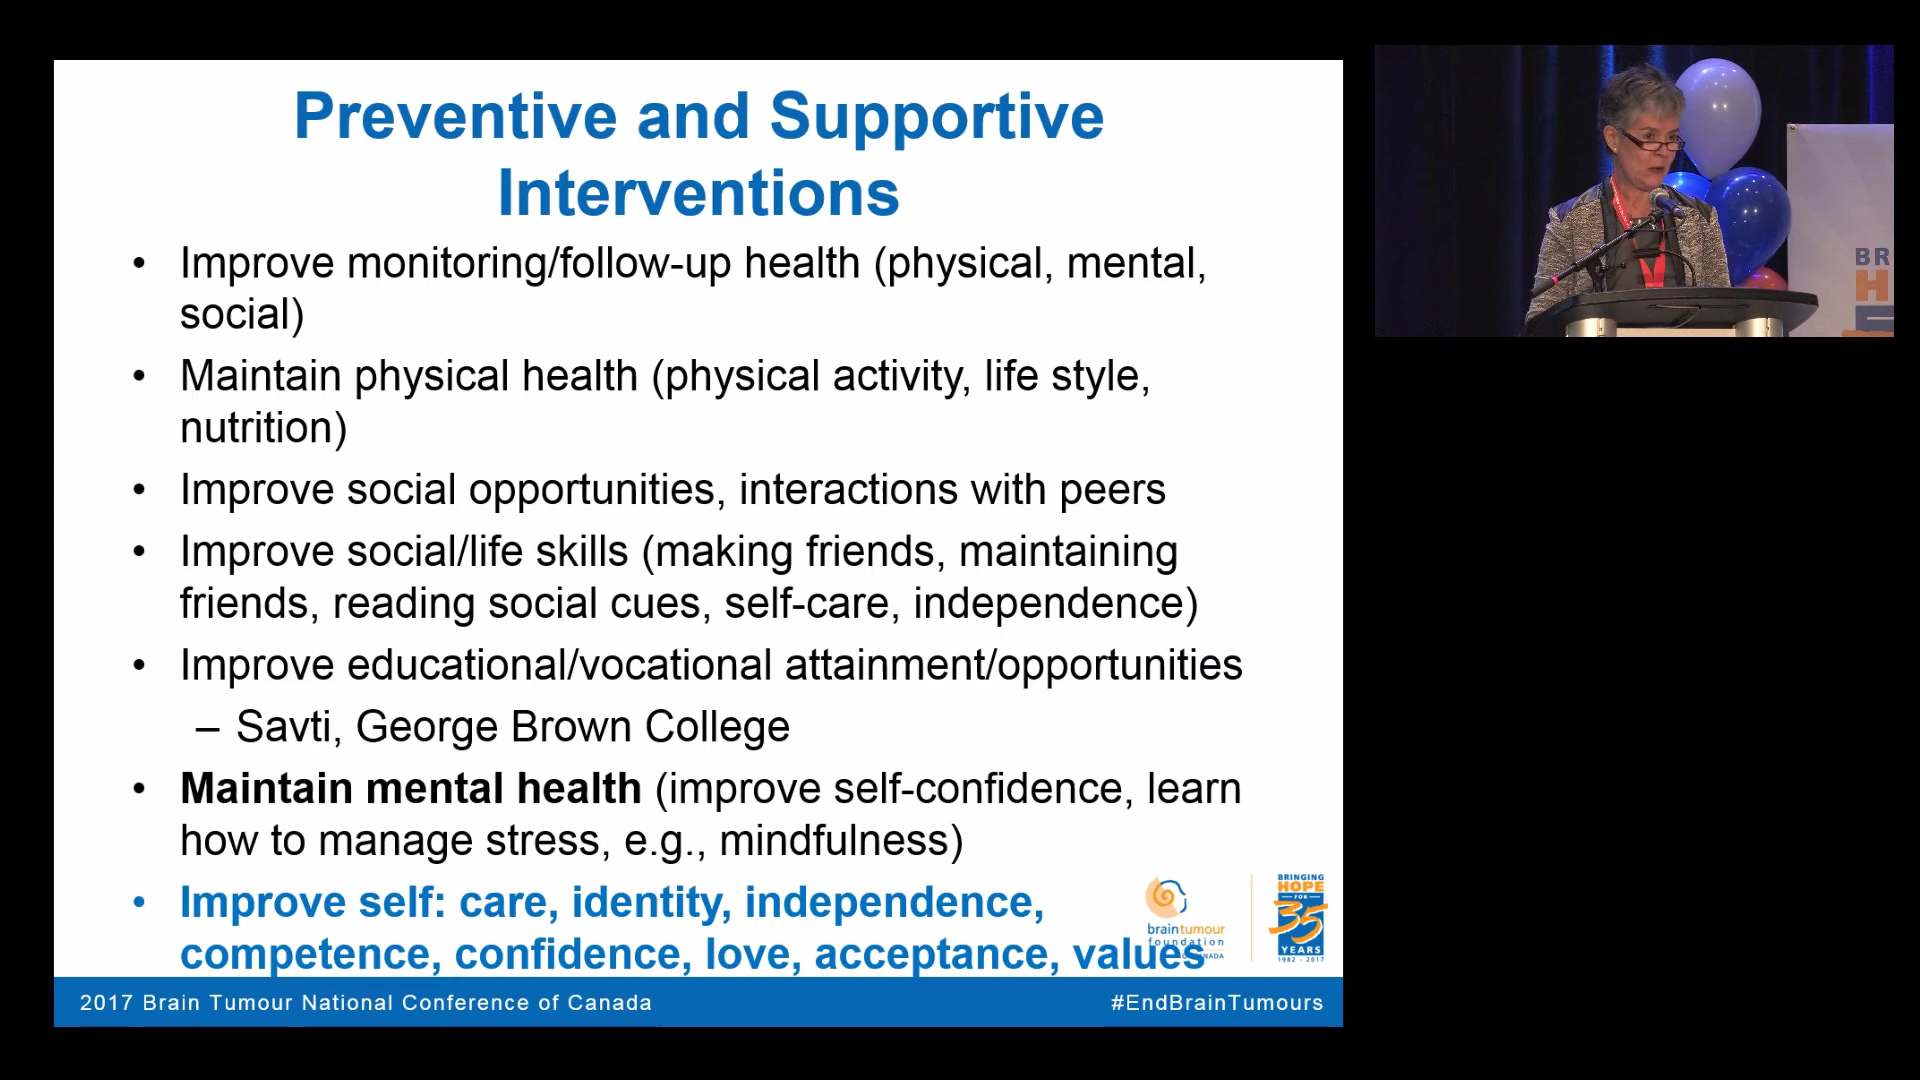 Preventive and Supportive
Interventions
• Improve monitoring/follow-up health (physical, mental,
social)
• Maintain physical health (physical activity, life style,
nutrition)
• Improve social opportunities, interactions with peers
• Improve social/life skills (making friends, maintaining
friends, reading social cues, self-care, independence)
• Improve educational/vocational attainment/opportunities
– Savti, George Brown College
• Maintain mental health (improve self-confidence, learn
how to manage stress, e.g., mindfulness)
• Improve self: care, identity, independence,
competence, confidence, love, acceptance, values
braintumour
foundation
BRINGING
HOPE
FOR
35
YEARS
1982 - 2017
2017 Brain Tumour National Conference of Canada
#EndBrainTumours
BR
H